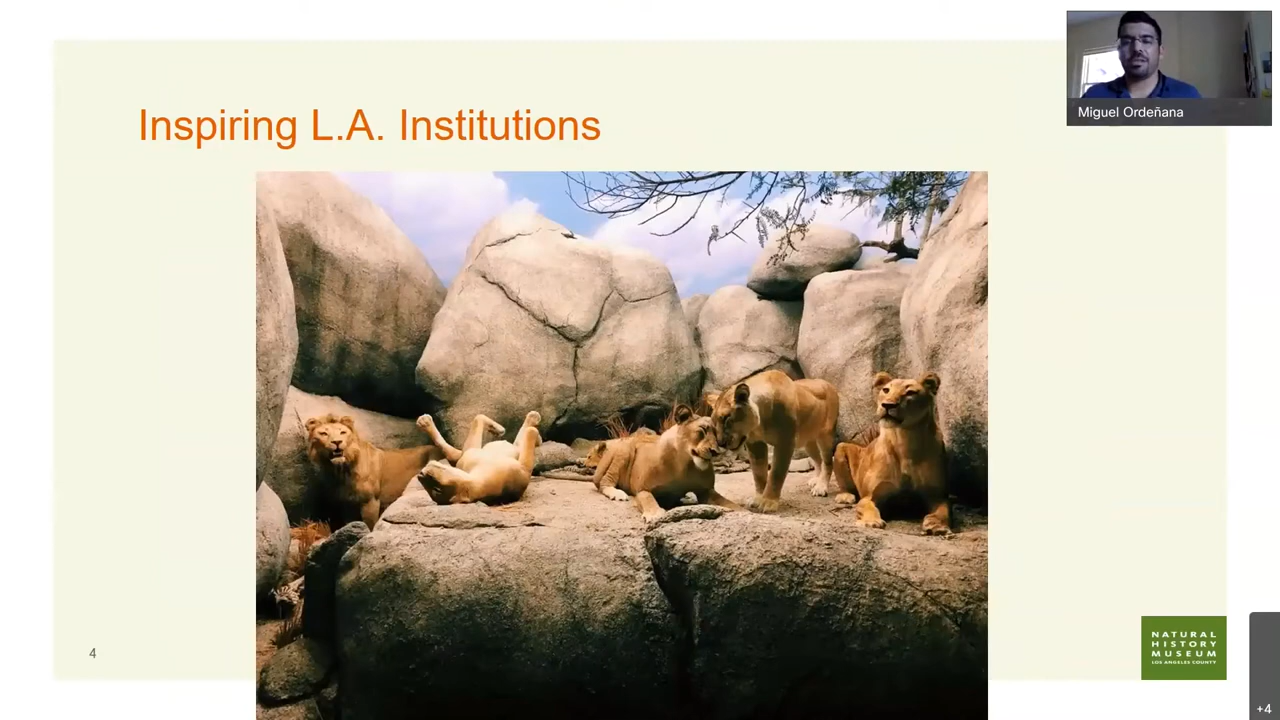 Inspiring L.A. Institutions
Miguel Ordeñana
4
NATURAL
HISTORY
MUSEUM
LOS ANGELES COUNTY
+4